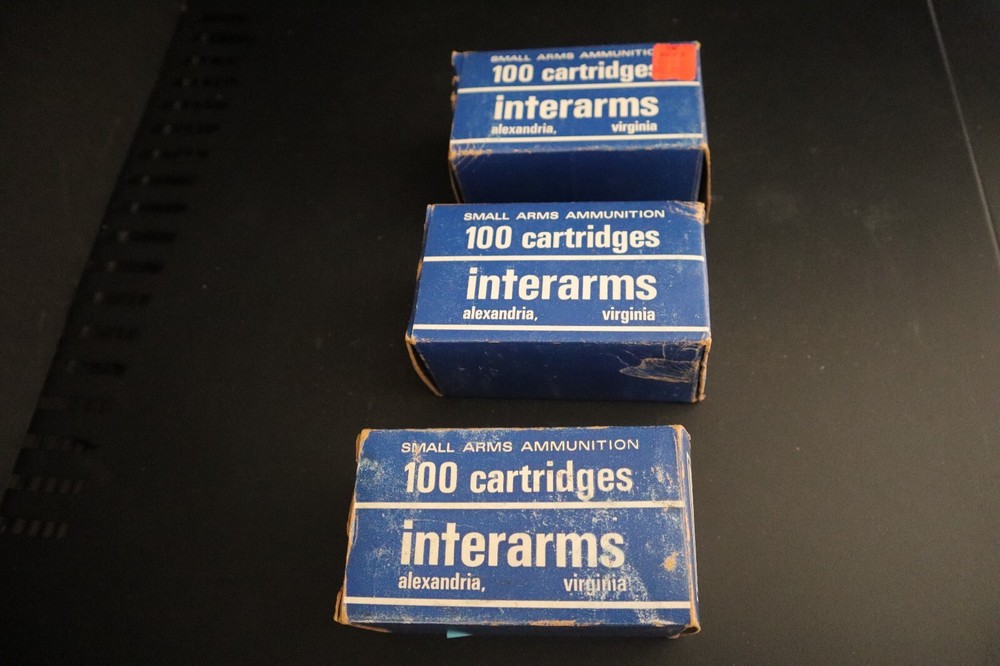 SMALL ARMS AMMUNITIO
100 cartridges
interarms
alexandria, virginia
SMALL ARMS AMMUNITION
100 cartridges
interarms
alexandria, virginia
SMALL ARMS AMMUNITION
100 cartridges
interarms
alexandria, virginia